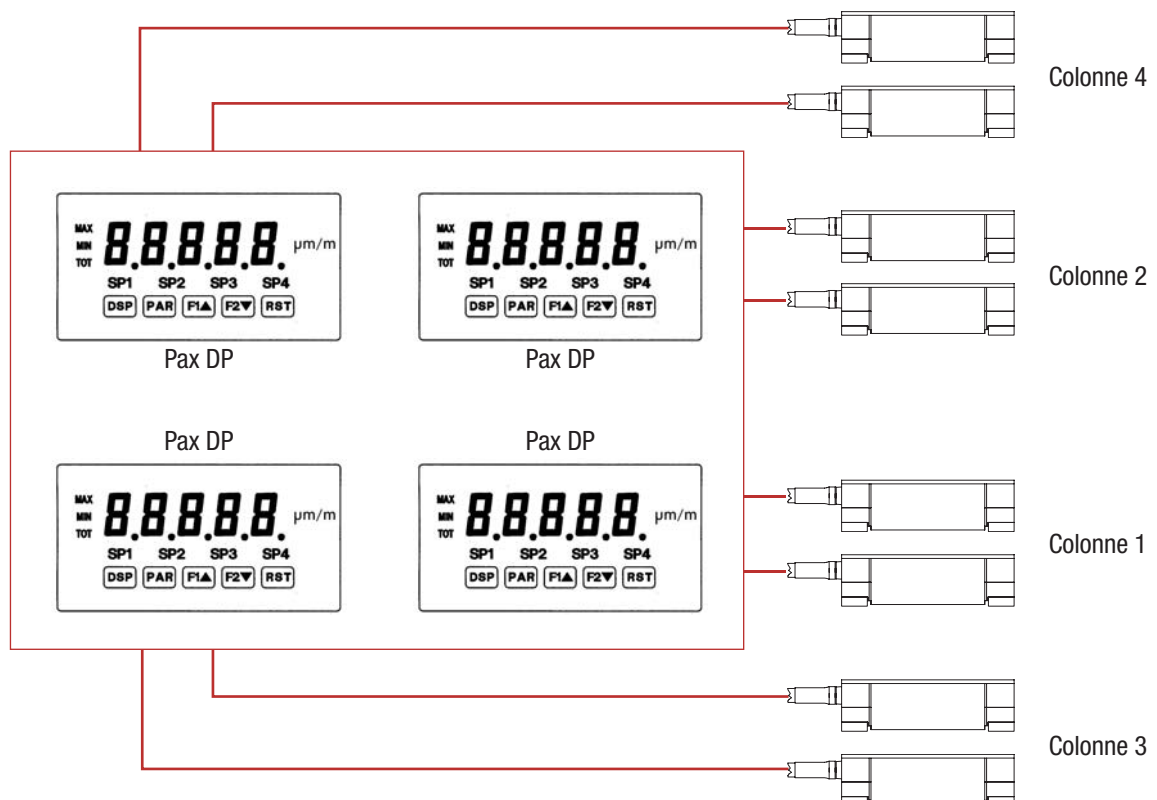 Colonne 4
MAX
MIN
TOT
8.8.8.8.8. µm/m
SP1 SP2 SP3 SP4
DSP PAR F1▲ F2▼ RST
Pax DP
MAX
MIN
TOT
8.8.8.8.8. µm/m
SP1 SP2 SP3 SP4
DSP PAR F1▲ F2▼ RST
Pax DP
Colonne 2
Pax DP
MAX
MIN
TOT
8.8.8.8.8. µm/m
SP1 SP2 SP3 SP4
DSP PAR F1▲ F2▼ RST
Pax DP
MAX
MIN
TOT
8.8.8.8.8. µm/m
SP1 SP2 SP3 SP4
DSP PAR F1▲ F2▼ RST
Colonne 1
Colonne 3